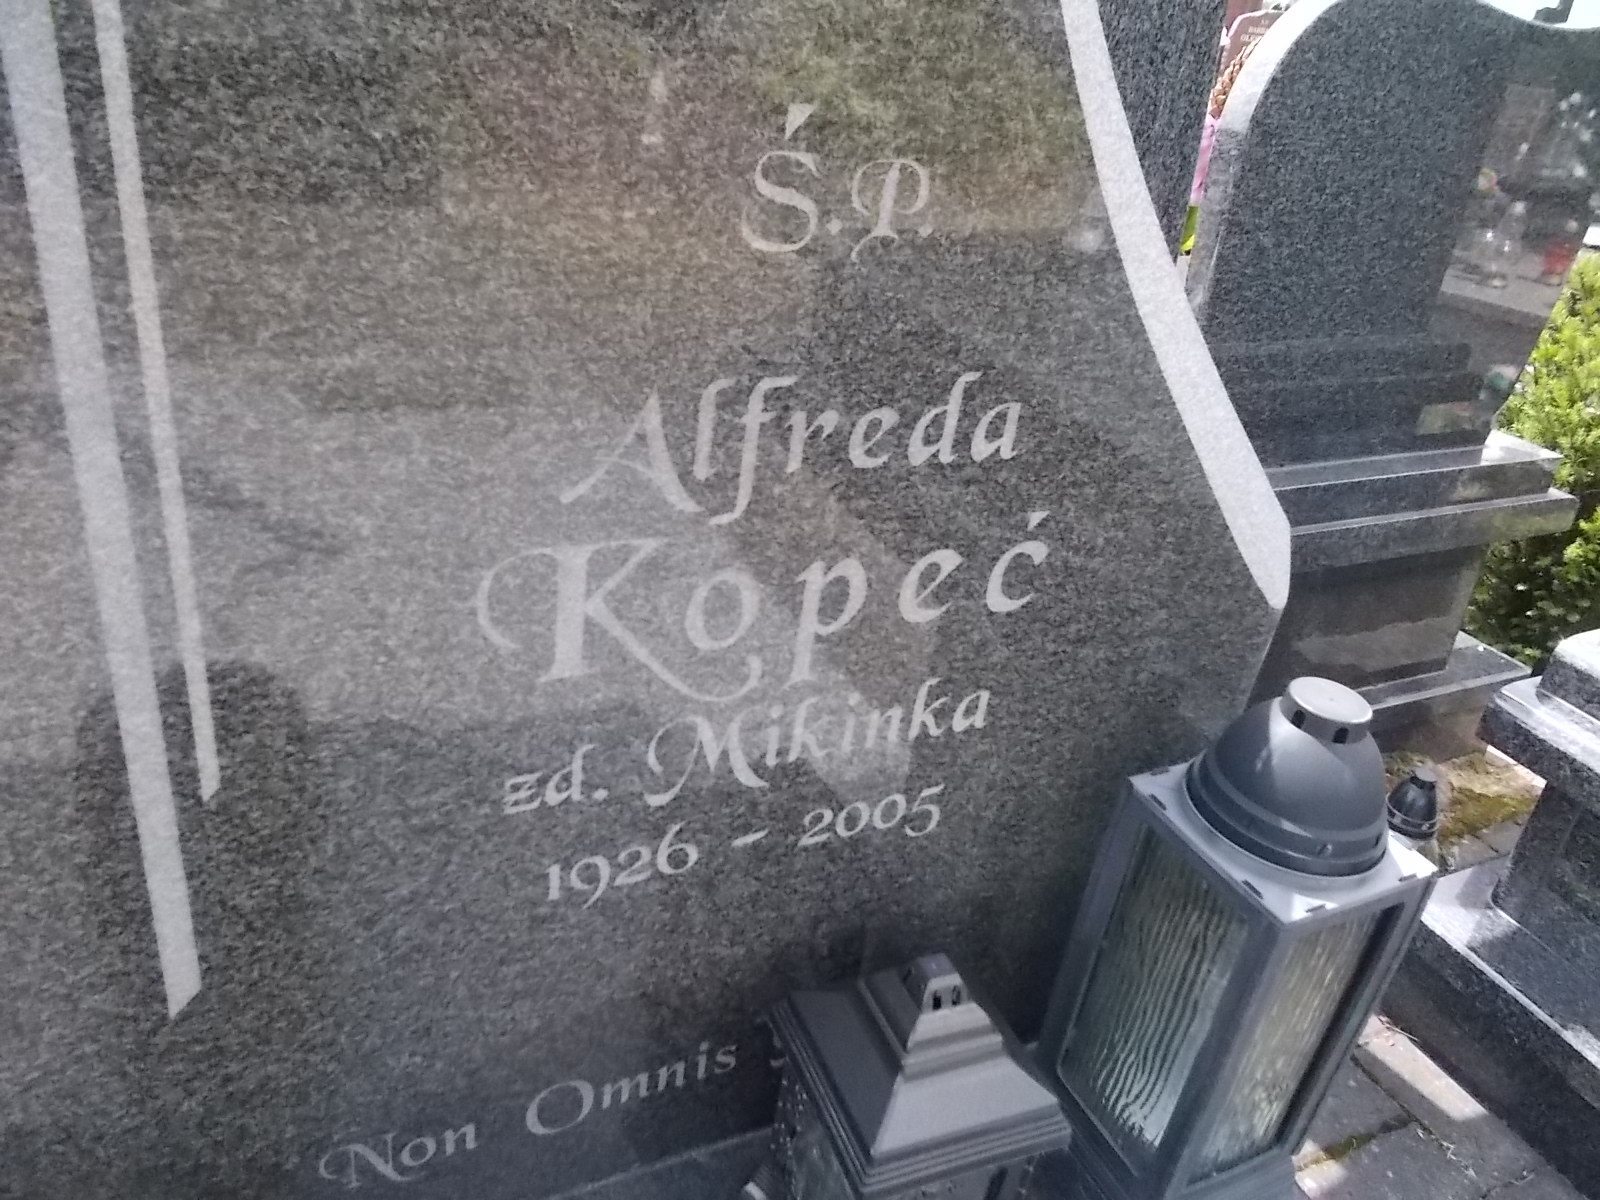 Ś.P.
Alfreda
Kopeć
zd. Mikinka
1926 - 2005
Non Omnis